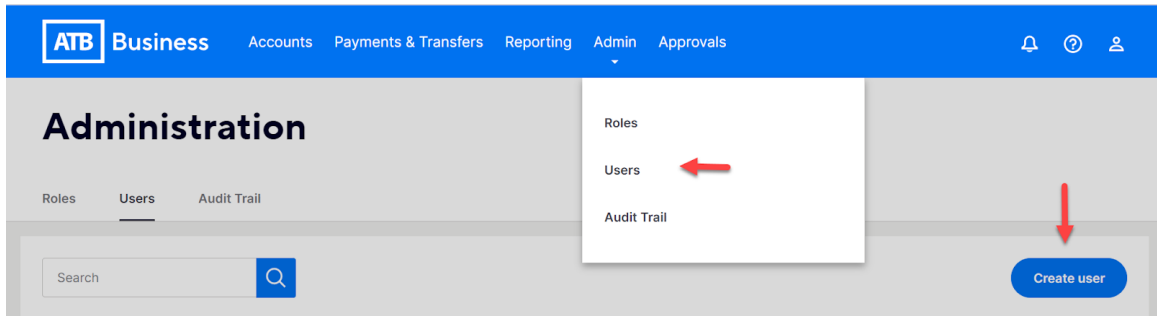 ATB Business Accounts Payments & Transfers Reporting Admin Approvals
Administration
Roles
Users
Audit Trail
Roles Users Audit Trail
Search
Create user